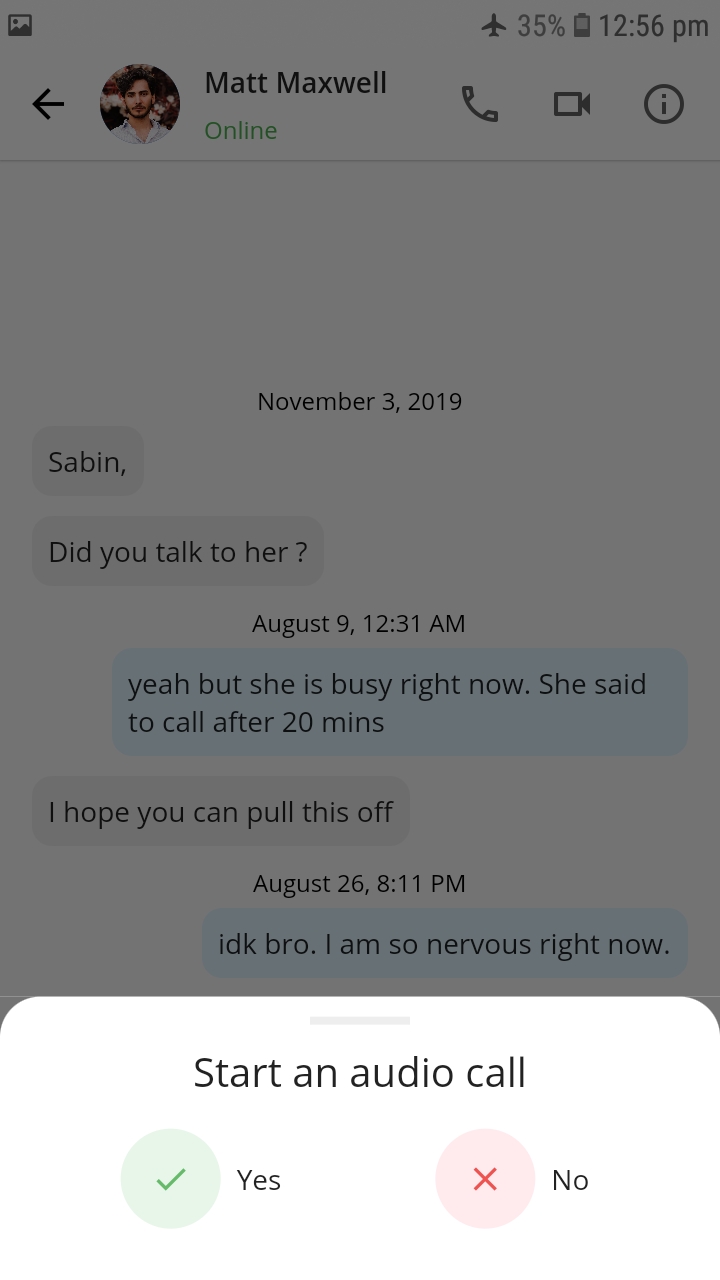 35% 12:56 pm
Matt Maxwell
Online
November 3, 2019
Sabin,
Did you talk to her ?
August 9, 12:31 AM
yeah but she is busy right now. She said
to call after 20 mins
I hope you can pull this off
August 26, 8:11 PM
idk bro. I am so nervous right now.
Start an audio call
Yes
No